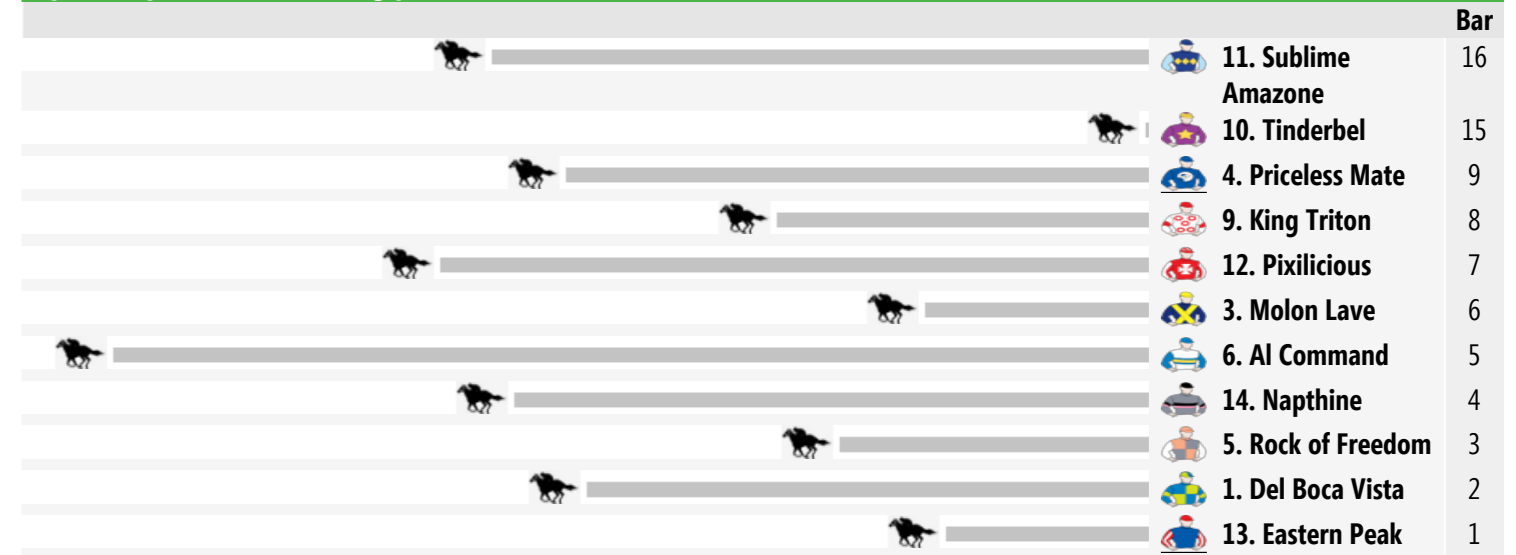 Bar
11. Sublime 16
Amazone
10. Tinderbel 15
4. Priceless Mate 9
9. King Triton 8
12. Pixilicious 7
3. Molon Lave 6
6. Al Command 5
14. Napthine 4
5. Rock of Freedom 3
1. Del Boca Vista 2
13. Eastern Peak 1